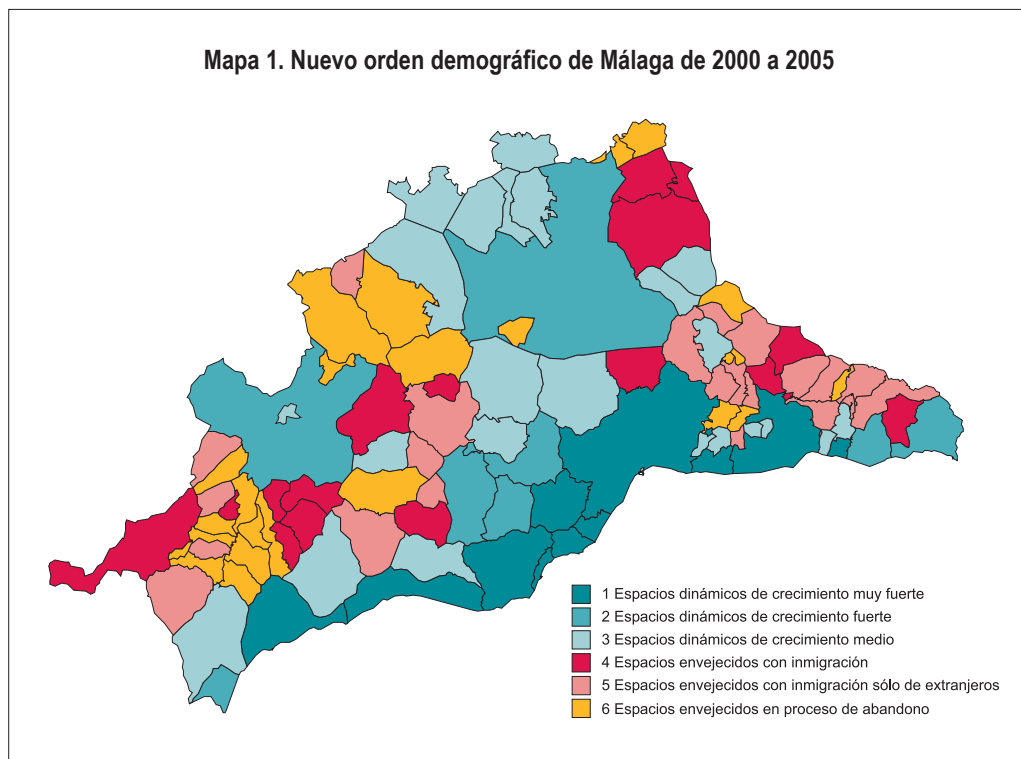 Mapa 1. Nuevo orden demográfico de Málaga de 2000 a 2005
1 Espacios dinámicos de crecimiento muy fuerte
2 Espacios dinámicos de crecimiento fuerte
3 Espacios dinámicos de crecimiento medio
4 Espacios envejecidos con inmigración
5 Espacios envejecidos con inmigración sólo de extranjeros
6 Espacios envejecidos en proceso de abandono